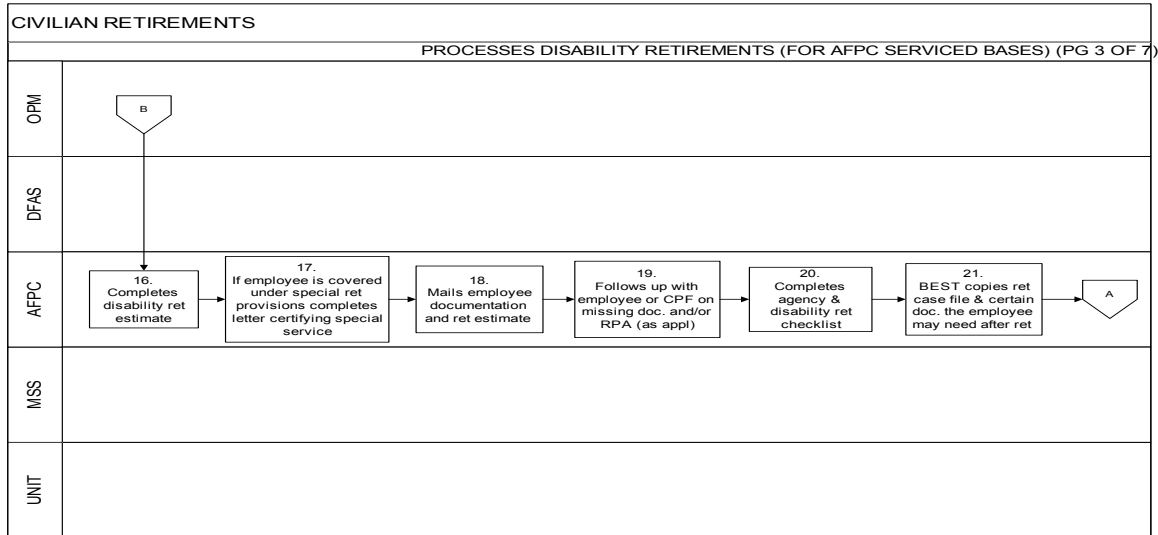 CIVILIAN RETIREMENTS
PROCESSES DISABILITY RETIREMENTS (FOR AFPC SERVICED BASES) (PG 3 OF 7)
OPM
B
DFAS
AFPC
16.
Completes
disability ret
estimate
17.
If employee is covered
under special ret
provisions completes
letter certifying special
service
18.
Mails employee
documentation
and ret estimate
19.
Follows up with
employee or CPF on
missing doc. and/or
RPA (as appl)
20.
Completes
agency &
disability ret
checklist
21.
BEST copies ret
case file & certain
doc. the employee
may need after ret
A
MSS
UNIT